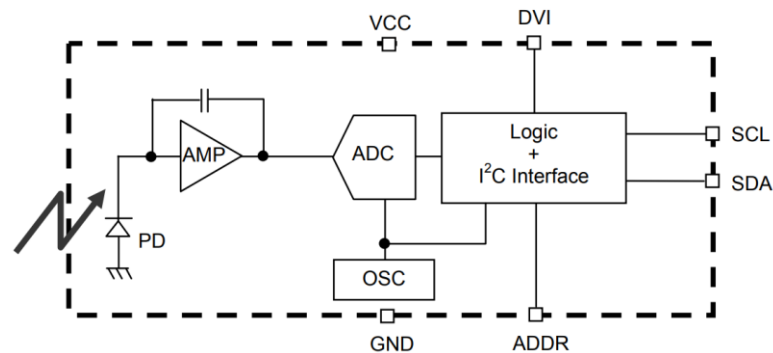 VCC
DVI
AMP
ADC
Logic
+
I²C Interface
SCL
SDA
PD
OSC
GND
ADDR